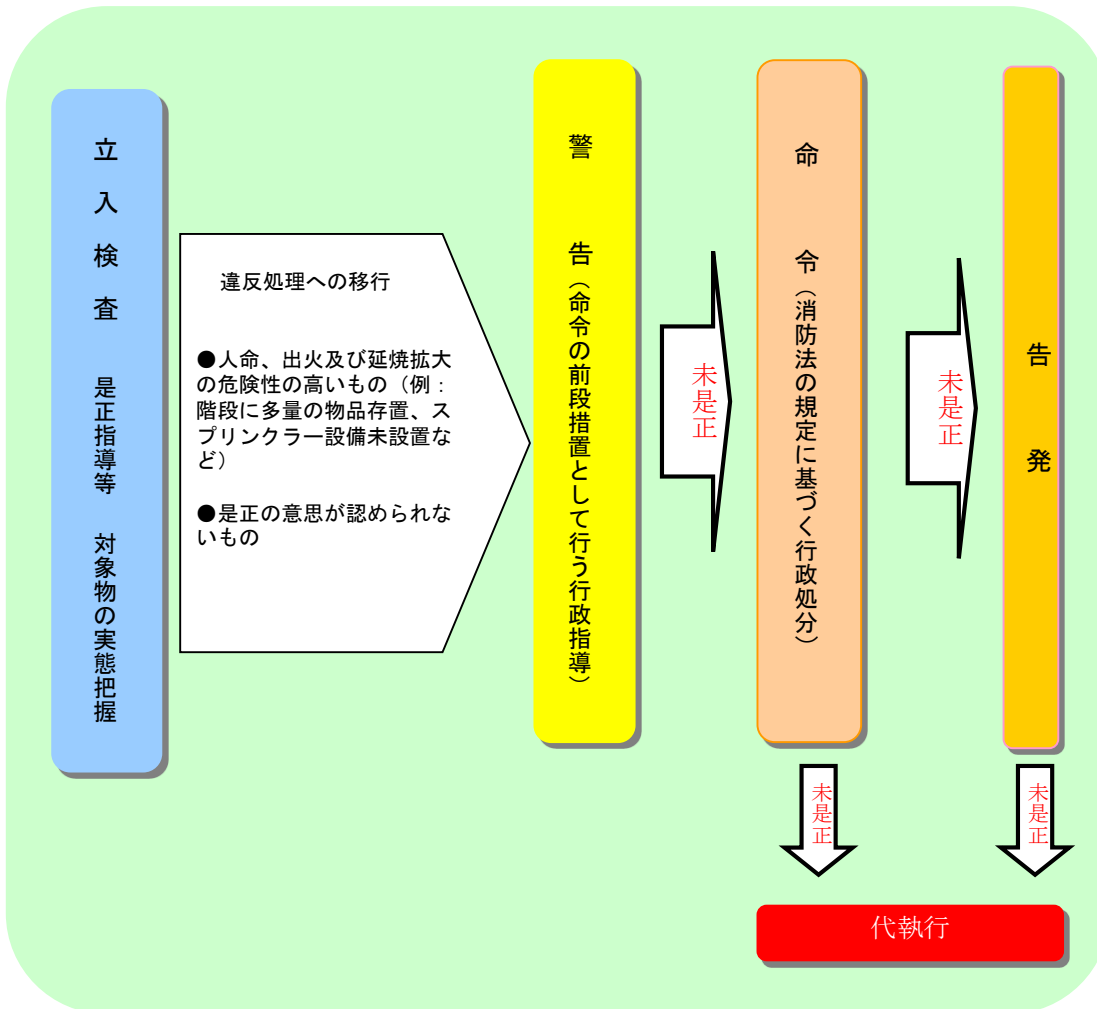 立入検査 是正指導等 対象物の実態把握
違反処理への移行
●人命、出火及び延焼拡大
の危険性の高いもの（例：
階段に多量の物品存置、ス
プリンクラー設備未設置な
ど）
●是正の意思が認められな
いもの
警告（命令の前段措置として行う行政指導）
未是正
命令（消防法の規定に基づく行政処分）
未是正
告発
未是正
未是正
代執行